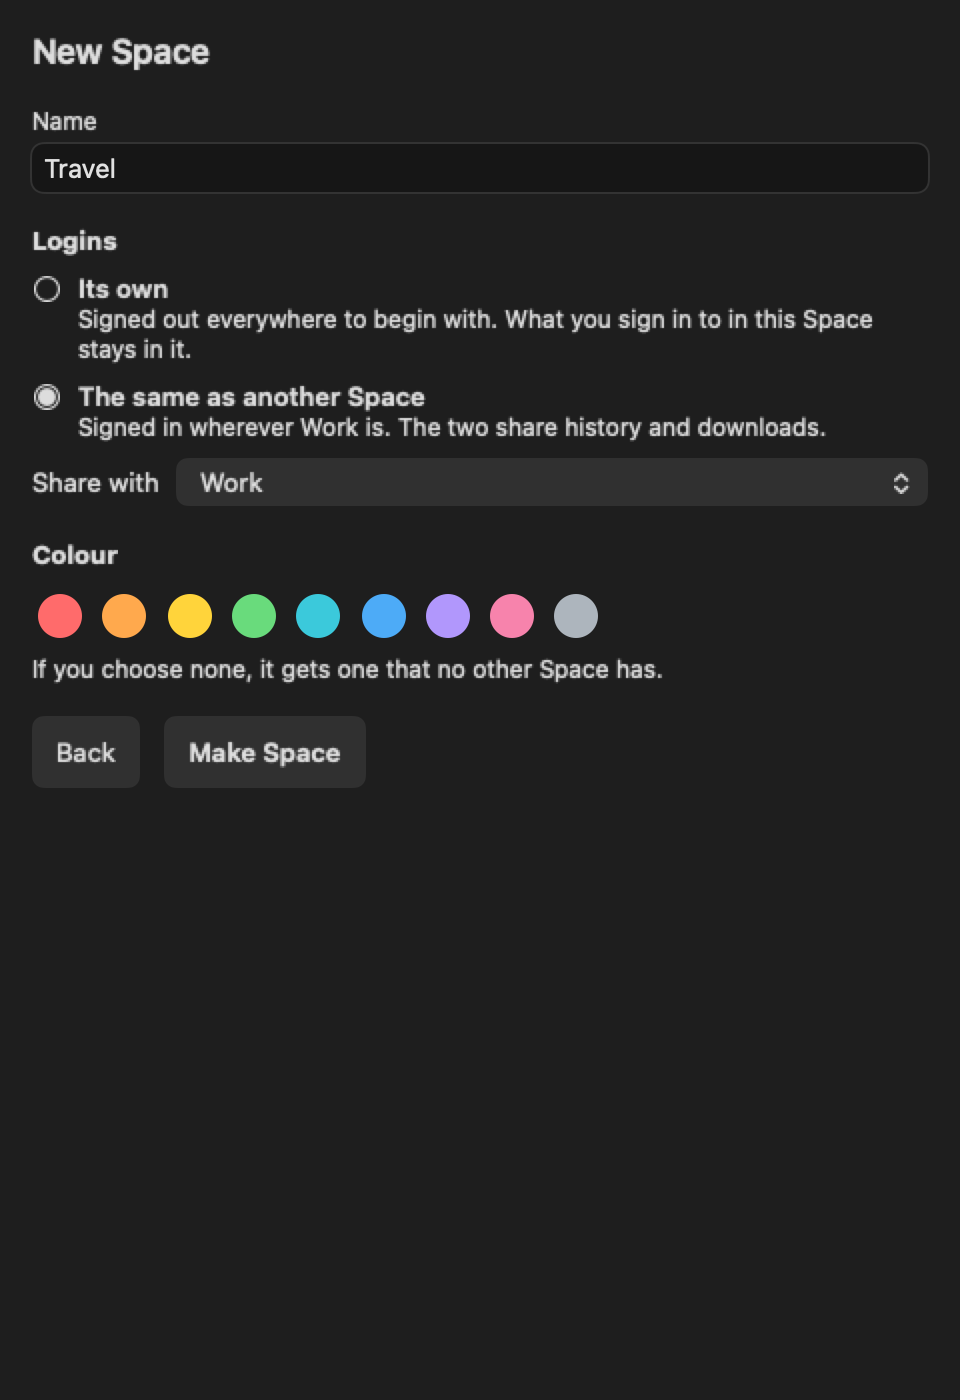 New Space
Name
Travel
Logins
Its own
Signed out everywhere to begin with. What you sign in to in this Space
stays in it.
The same as another Space
Signed in wherever Work is. The two share history and downloads.
Share with Work
Colour
If you choose none, it gets one that no other Space has.
Back Make Space